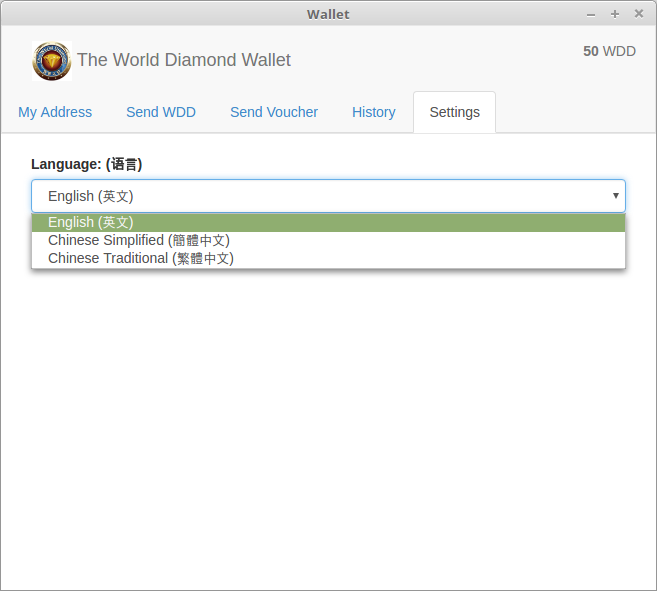 Wallet
The World Diamond Wallet
50 WDD
My Address Send WDD Send Voucher History Settings
Language: (语言)
English (英文)
English (英文)
Chinese Simplified (簡體中文)
Chinese Traditional (繁體中文)